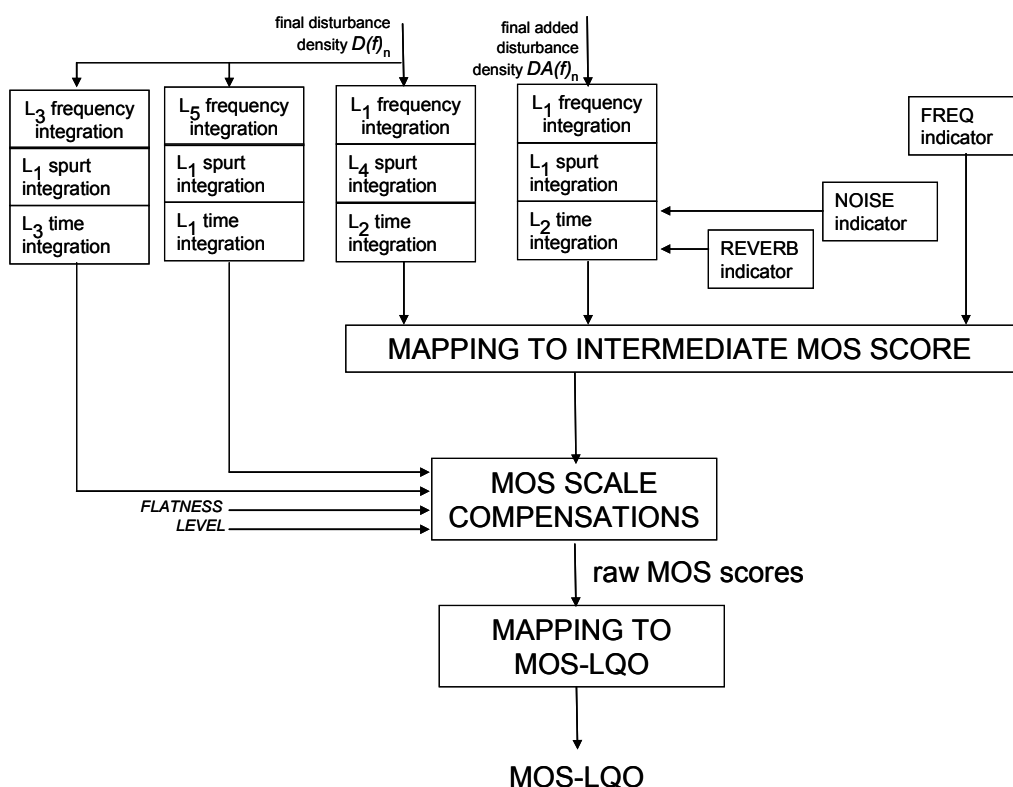 final disturbance
density D(f)n
final added
disturbance
density DA(f)n
L3 frequency
integration
L1 spurt
integration
L3 time
integration
L5 frequency
integration
L1 spurt
integration
L1 time
integration
L1 frequency
integration
L4 spurt
integration
L2 time
integration
L1 frequency
integration
L1 spurt
integration
L2 time
integration
FREQ
indicator
NOISE
indicator
REVERB
indicator
MAPPING TO INTERMEDIATE MOS SCORE
MOS SCALE
COMPENSATIONS
FLATNESS
LEVEL
raw MOS scores
MAPPING TO
MOS-LQO
MOS-LQO